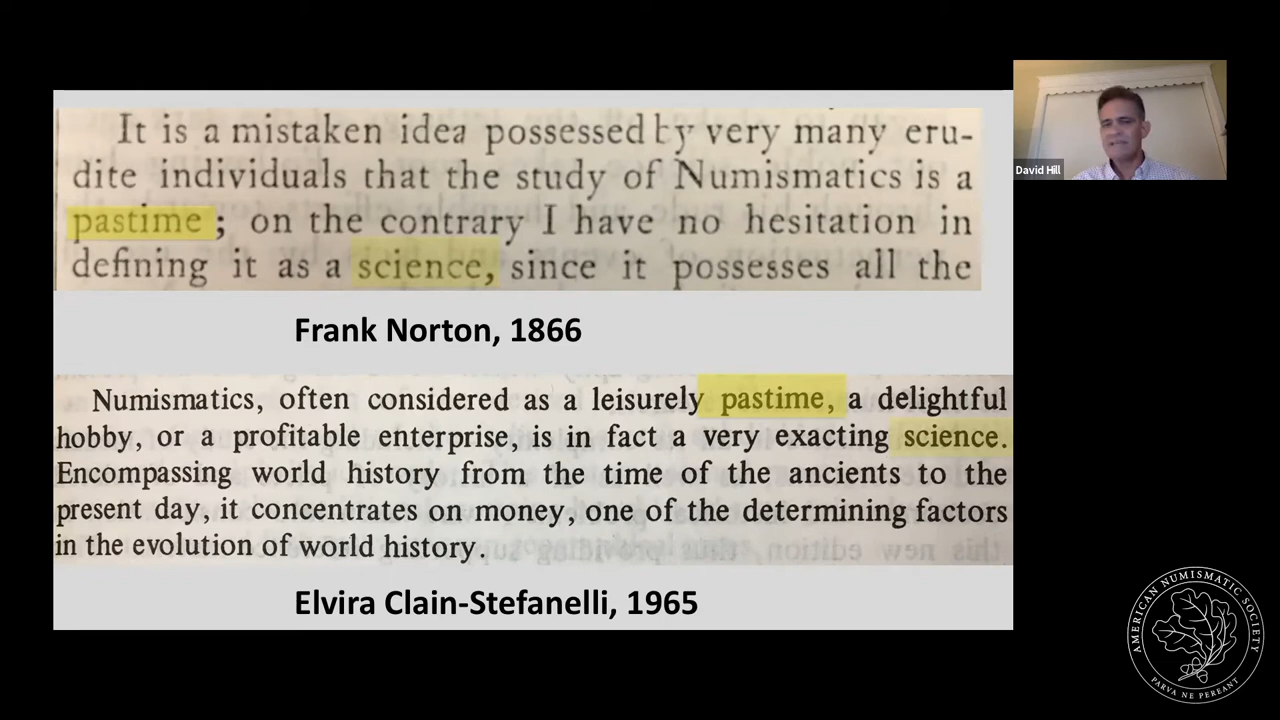 It is a mistaken idea possessed by very many eru-
dite individuals that the study of Numismatics is a
pastime; on the contrary I have no hesitation in
defining it as a science, since it possesses all the
Frank Norton, 1866
Numismatics, often considered as a leisurely pastime, a delightful
hobby, or a profitable enterprise, is in fact a very exacting science.
Encompassing world history from the time of the ancients to the
present day, it concentrates on money, one of the determining factors
in the evolution of world history.
Elvira Clain-Stefanelli, 1965
David Hill
AMERICAN NUMISMATIC SOCIETY
PARVA NE PEREANT